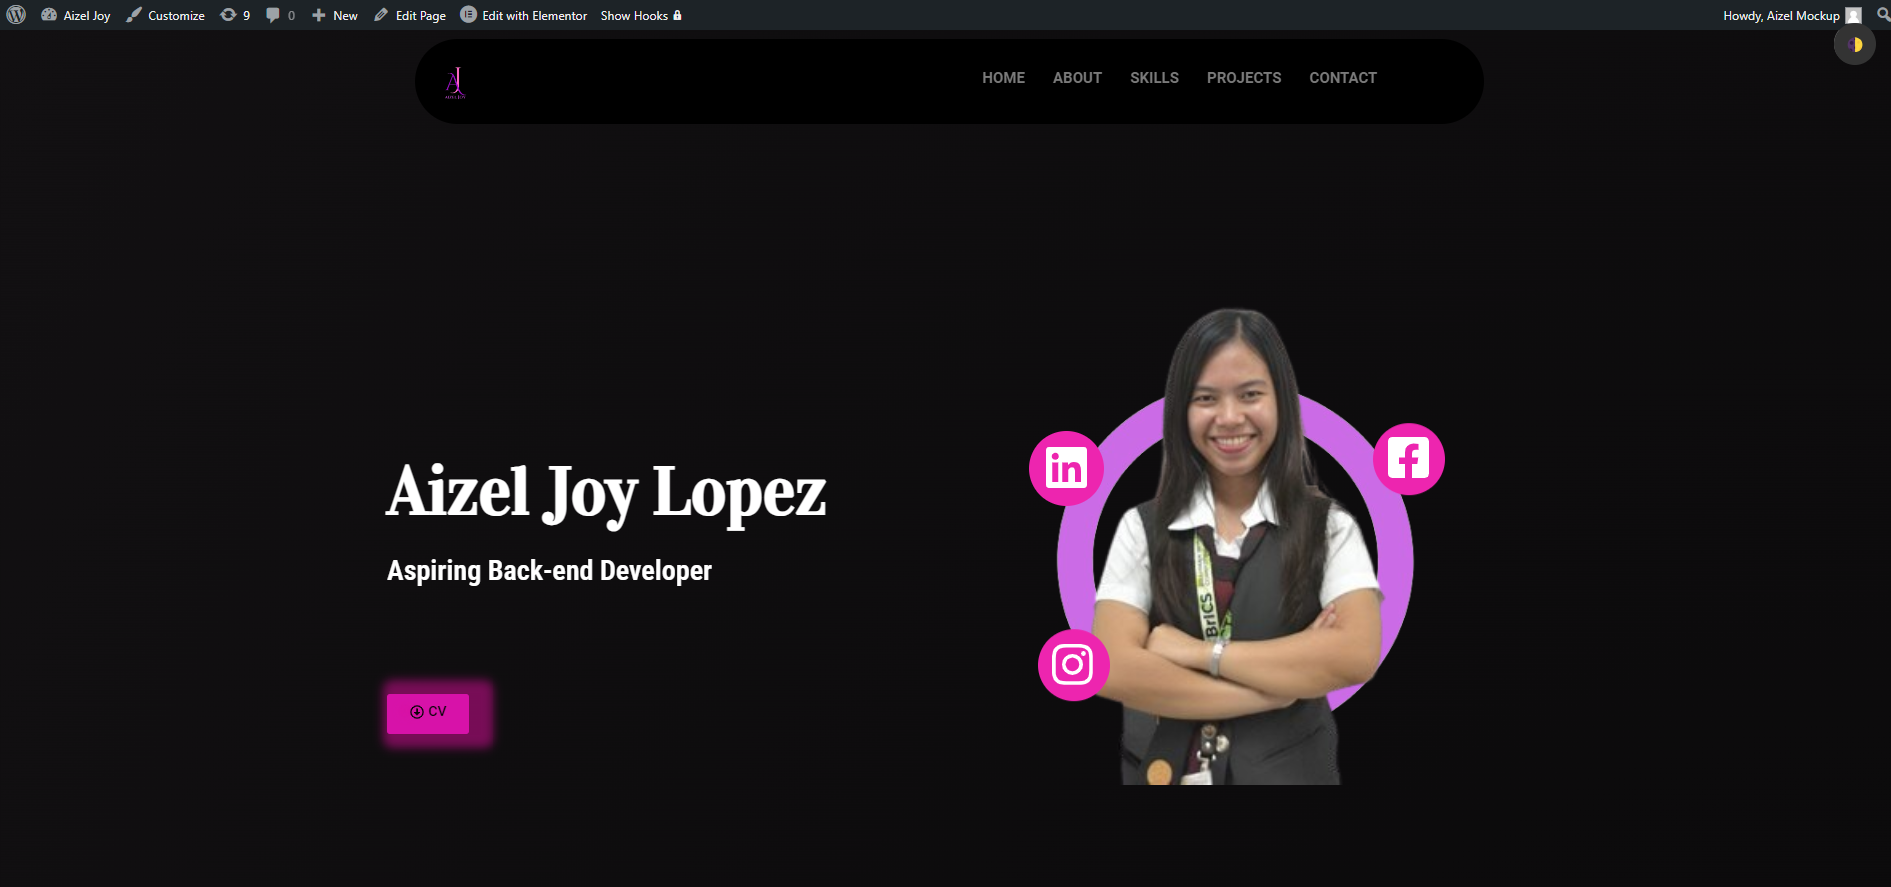 Aizel Joy Customize 9 0 New Edit Page Edit with Elementor Show Hooks Howdy, Aizel Mockup
HOME ABOUT SKILLS PROJECTS CONTACT
Aizel Joy Lopez
Aspiring Back-end Developer
CV
in
BrICS